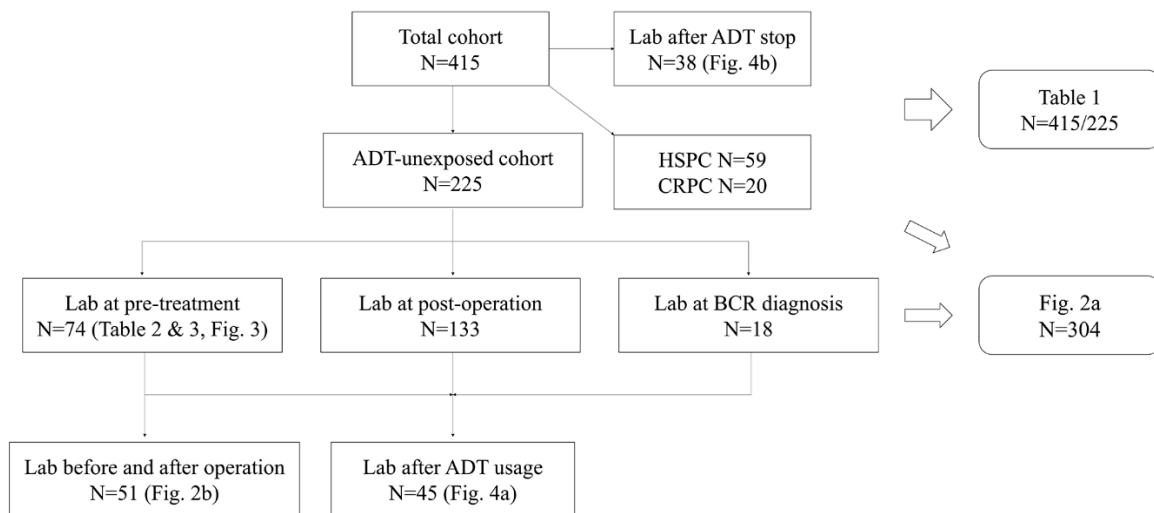 Total cohort
N=415
Lab after ADT stop
N=38 (Fig. 4b)
Table 1
N=415/225
ADT-unexposed cohort
N=225
HSPC N=59
CRPC N=20
Lab at pre-treatment
N=74 (Table 2 & 3, Fig. 3)
Lab at post-operation
N=133
Lab at BCR diagnosis
N=18
Fig. 2a
N=304
Lab before and after operation
N=51 (Fig. 2b)
Lab after ADT usage
N=45 (Fig. 4a)